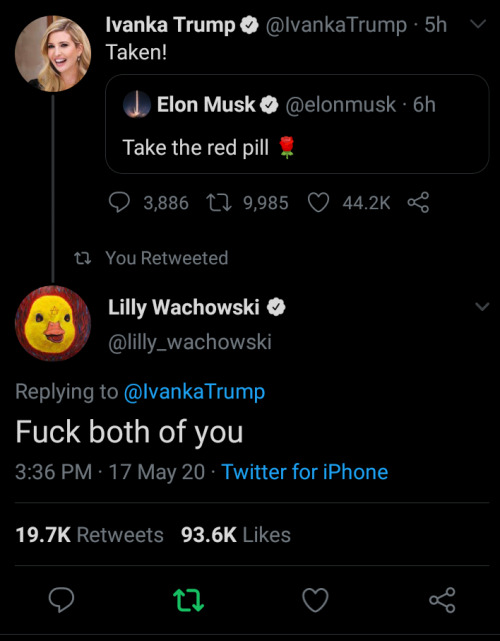 Ivanka Trump @IvankaTrump · 5h
Taken!
Elon Musk @elonmusk · 6h
Take the red pill 🌹
3,886 9,985 44.2K
You Retweeted
Lilly Wachowski
@lilly_wachowski
Replying to @IvankaTrump
Fuck both of you
3:36 PM · 17 May 20 · Twitter for iPhone
19.7K Retweets 93.6K Likes